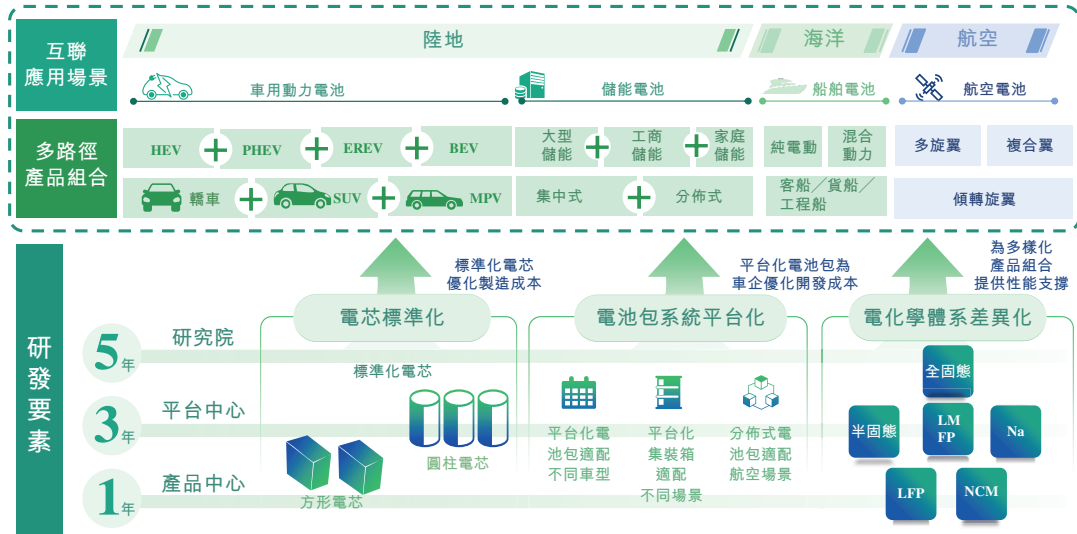 互聯
應用場景
陸地
海洋
航空
車用動力電池
儲能電池
船舶電池
航空電池
多路徑
產品組合
HEV
PHEV
EREV
BEV
大型
儲能
工商
儲能
家庭
儲能
純電動
混合
動力
多旋翼
複合翼
轎車
SUV
MPV
集中式
分佈式
客船／貨船／
工程船
傾轉旋翼
標準化電芯
優化製造成本
平台化電池包為
車企優化開發成本
為多樣化
產品組合
提供性能支撐
研發要素
電芯標準化
電池包系統平台化
電化學體系差異化
5年
研究院
3年
平台中心
1年
產品中心
標準化電芯
圓柱電芯
方形電芯
平台化電
池包適配
不同車型
平台化
集裝箱
適配
不同場景
分佈式電
池包適配
航空場景
全固態
半固態
LM
FP
Na
LFP
NCM